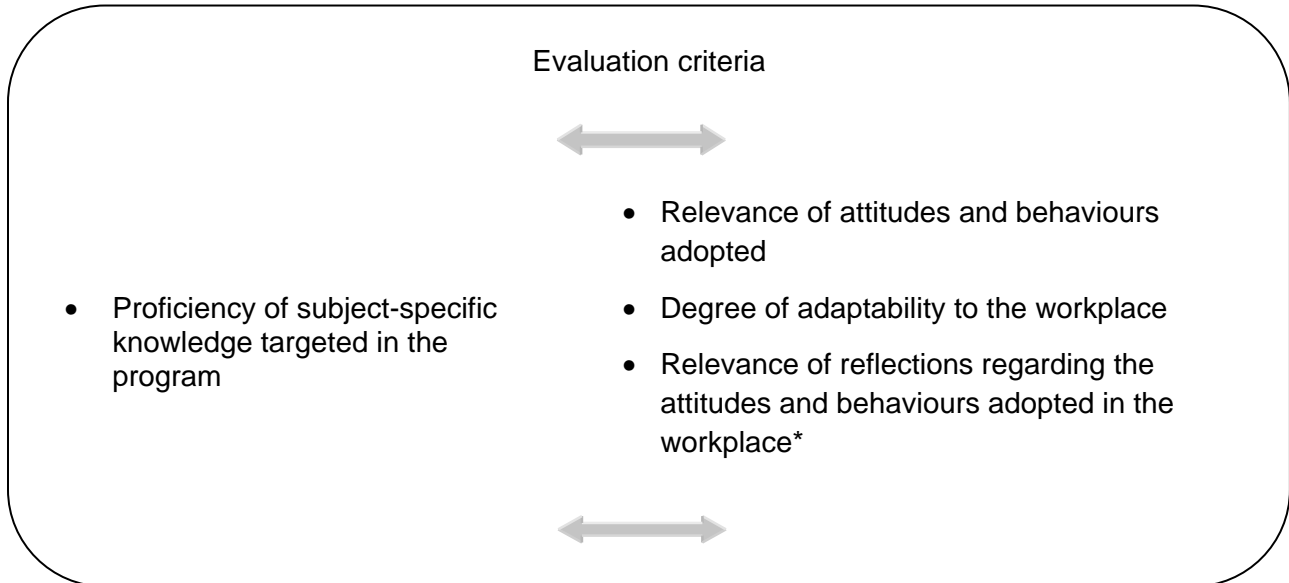 Evaluation criteria
• Proficiency of subject-specific
knowledge targeted in the
program
• Relevance of attitudes and behaviours
adopted
• Degree of adaptability to the workplace
• Relevance of reflections regarding the
attitudes and behaviours adopted in the
workplace*